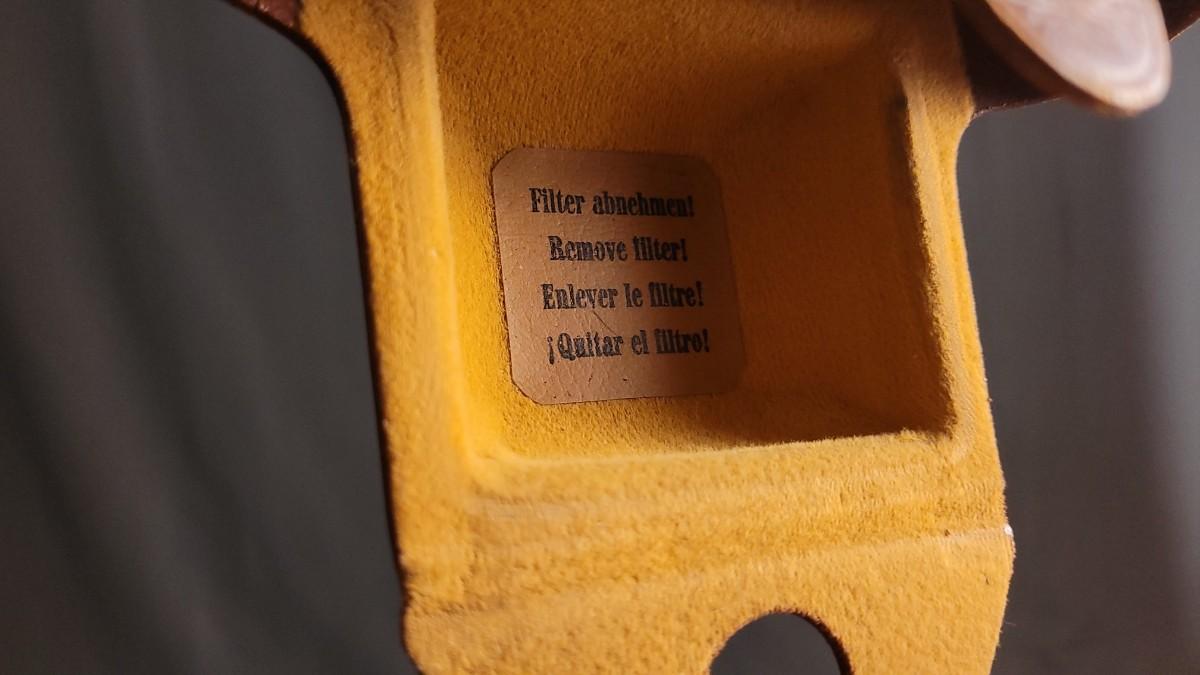 Filter abnehmen!
Remove filter!
Enlever le filtre!
¡Quitar el filtro!